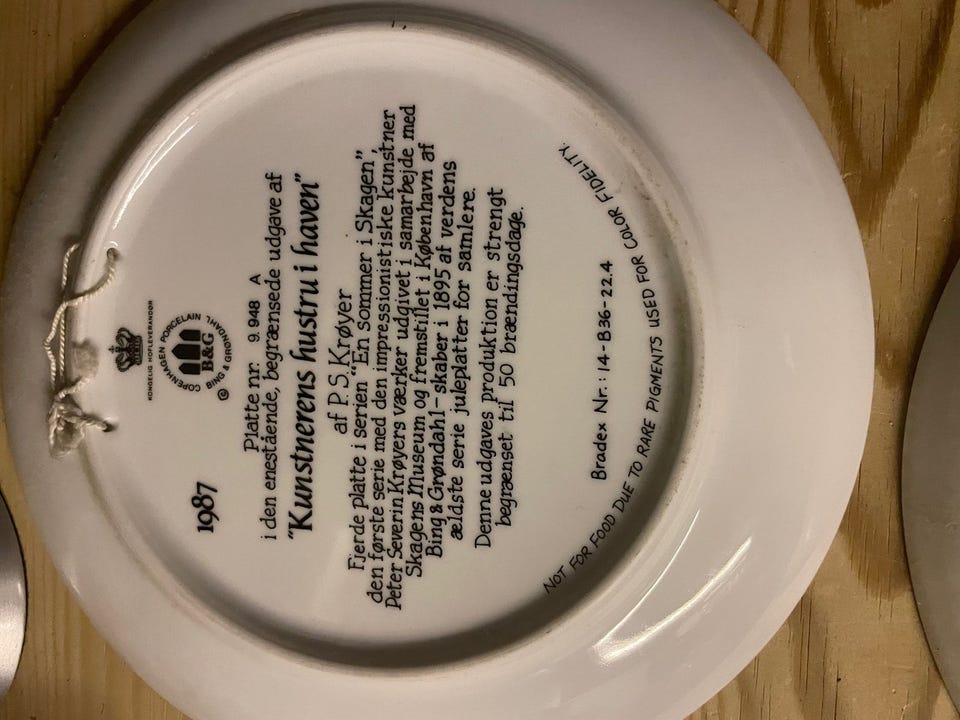 KONGELIG HOFLEVERANDØR
COPENHAGEN PORCELAIN
B&G
© BING & GRØNDAHL
1987
Platte nr. 9.948 A
i den enestående, begrænsede udgave af
"Kunstnerens hustru i haven"
af P.S. Krøyer
Fjerde platte i serien "En sommer i Skagen",
den første serie med den impressionistiske kunstner
Peter Severin Krøyers værker udgivet i samarbejde med
Skagens Museum og fremstillet i København af
Bing & Grøndahl-skaber i 1895 af verdens
ældste serie juleplatter for samlere.
Denne udgaves produktion er strengt
begrænset til 50 brændingsdage.
Bradex Nr.: 14-B36-22.4
NOT FOR FOOD DUE TO RARE PIGMENTS USED FOR COLOR FIDELITY.